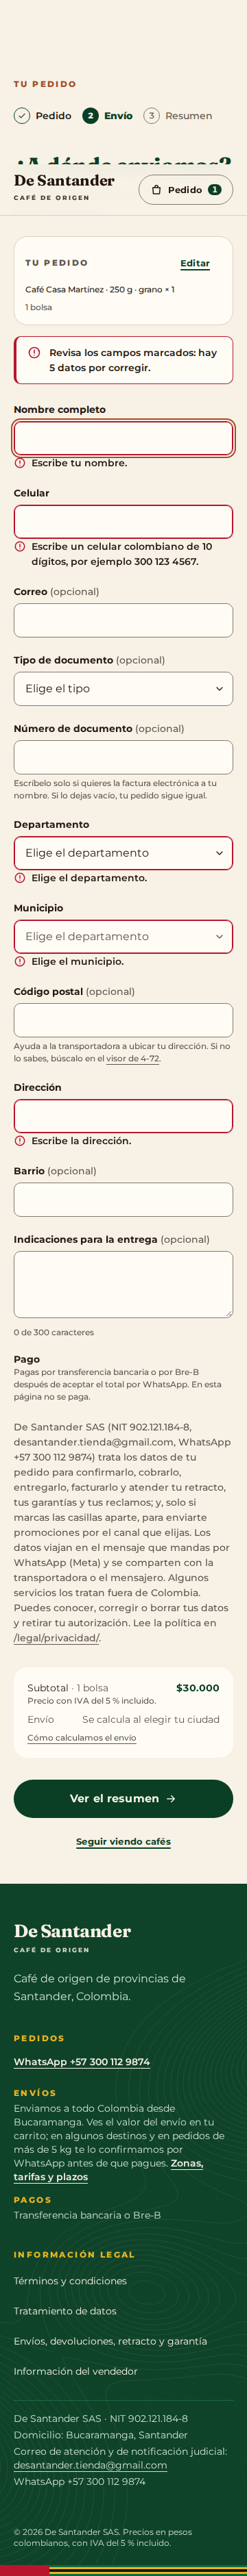 TU PEDIDO
Pedido
2 Envío
3 Resumen
¿A dónde enviamos?
De Santander
CAFÉ DE ORIGEN
Pedido 1
TU PEDIDO
Editar
Café Casa Martínez · 250 g · grano × 1
1 bolsa
Revisa los campos marcados: hay
5 datos por corregir.
Nombre completo
Escribe tu nombre.
Celular
Escribe un celular colombiano de 10
dígitos, por ejemplo 300 123 4567.
Correo (opcional)
Tipo de documento (opcional)
Elige el tipo
Número de documento (opcional)
Escríbelo solo si quieres la factura electrónica a tu
nombre. Si lo dejas vacío, tu pedido sigue igual.
Departamento
Elige el departamento
Elige el departamento.
Municipio
Elige el departamento
Elige el municipio.
Código postal (opcional)
Ayuda a la transportadora a ubicar tu dirección. Si no
lo sabes, búscalo en el visor de 4-72.
Dirección
Escribe la dirección.
Barrio (opcional)
Indicaciones para la entrega (opcional)
0 de 300 caracteres
Pago
Pagas por transferencia bancaria o por Bre-B
después de aceptar el total por WhatsApp. En esta
página no se paga.
De Santander SAS (NIT 902.121.184-8,
desantander.tienda@gmail.com, WhatsApp
+57 300 112 9874) trata los datos de tu
pedido para confirmarlo, cobrarlo,
entregarlo, facturarlo y atender tu retracto,
tus garantías y tus reclamos; y, solo si
marcas las casillas aparte, para enviarte
promociones por el canal que elijas. Los
datos viajan en el mensaje que mandas por
WhatsApp (Meta) y se comparten con la
transportadora o el mensajero. Algunos
servicios los tratan fuera de Colombia.
Puedes conocer, corregir o borrar tus datos
y retirar tu autorización. Lee la política en
/legal/privacidad/.
Subtotal · 1 bolsa $30.000
Precio con IVA del 5 % incluido.
Envío Se calcula al elegir tu ciudad
Cómo calculamos el envío
Ver el resumen →
Seguir viendo cafés
De Santander
CAFÉ DE ORIGEN
Café de origen de provincias de
Santander, Colombia.
PEDIDOS
WhatsApp +57 300 112 9874
ENVÍOS
Enviamos a todo Colombia desde
Bucaramanga. Ves el valor del envío en tu
carrito; en algunos destinos y en pedidos de
más de 5 kg te lo confirmamos por
WhatsApp antes de que pagues. Zonas,
tarifas y plazos
PAGOS
Transferencia bancaria o Bre-B
INFORMACIÓN LEGAL
Términos y condiciones
Tratamiento de datos
Envíos, devoluciones, retracto y garantía
Información del vendedor
De Santander SAS · NIT 902.121.184-8
Domicilio: Bucaramanga, Santander
Correo de atención y de notificación judicial:
desantander.tienda@gmail.com
WhatsApp +57 300 112 9874
© 2026 De Santander SAS. Precios en pesos
colombianos, con IVA del 5 % incluido.